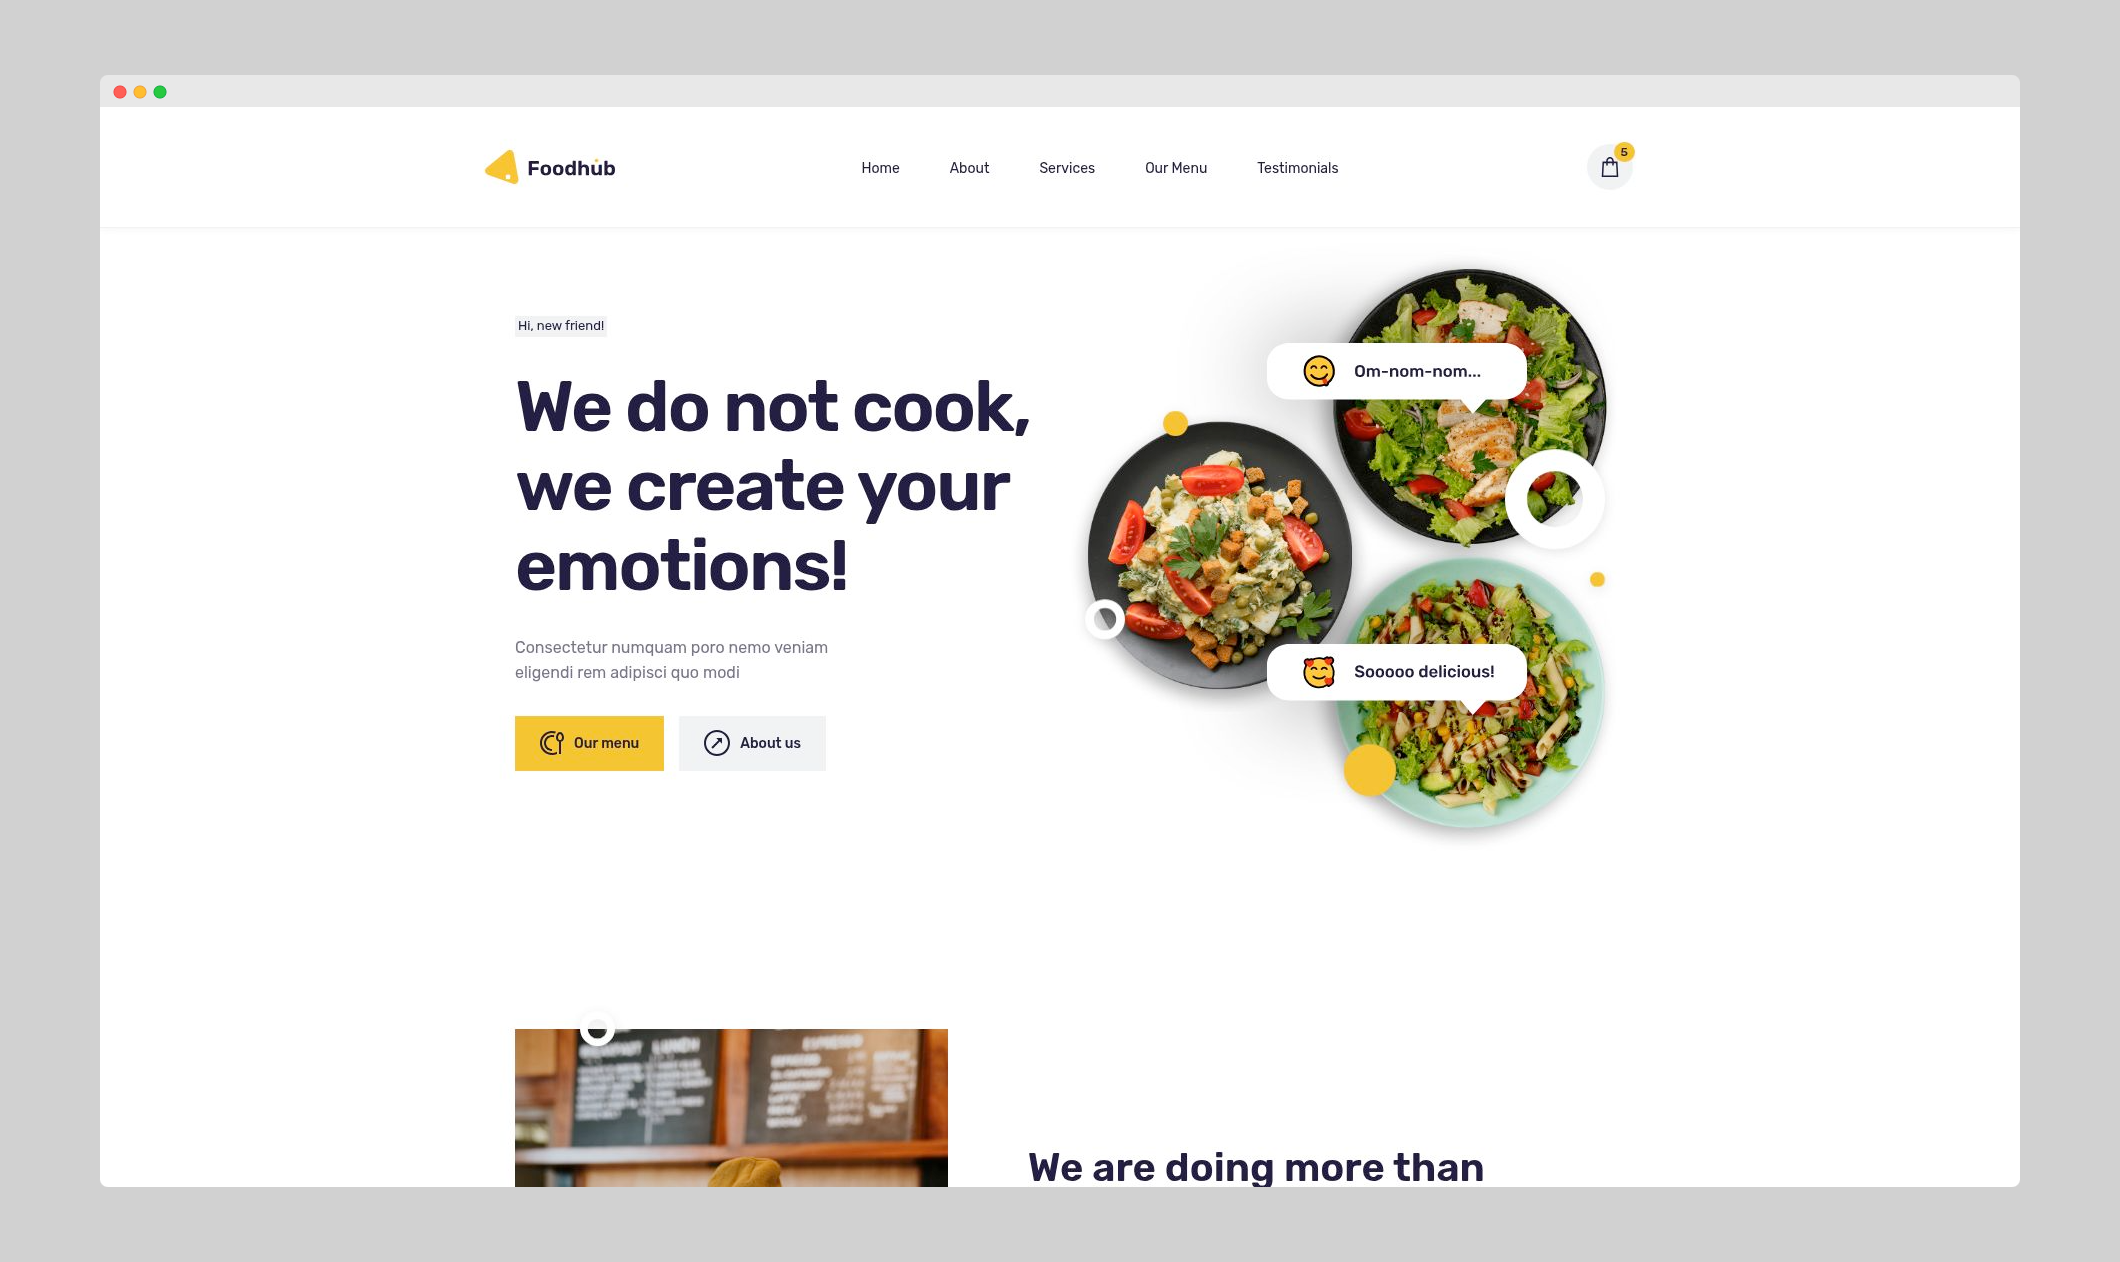 Foodhub
Home
About
Services
Our Menu
Testimonials
5
Hi, new friend!
We do not cook,
we create your
emotions!
Consectetur numquam poro nemo veniam
eligendi rem adipisci quo modi
Our menu
About us
Om-nom-nom...
Sooooo delicious!
LUNCH
ESPRESSO
We are doing more than